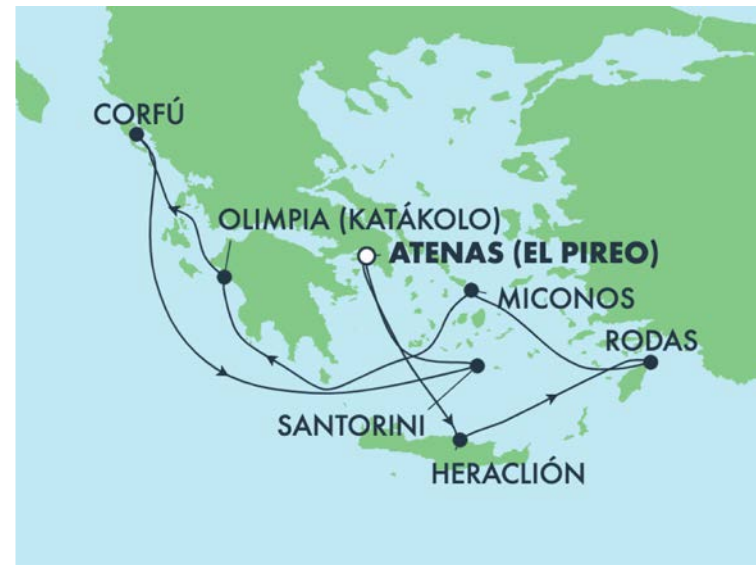 CORFÚ
OLIMPIA (KATÁKOLO)
ATENAS (EL PIREO)
MICONOS
RODAS
SANTORINI
HERACLIÓN